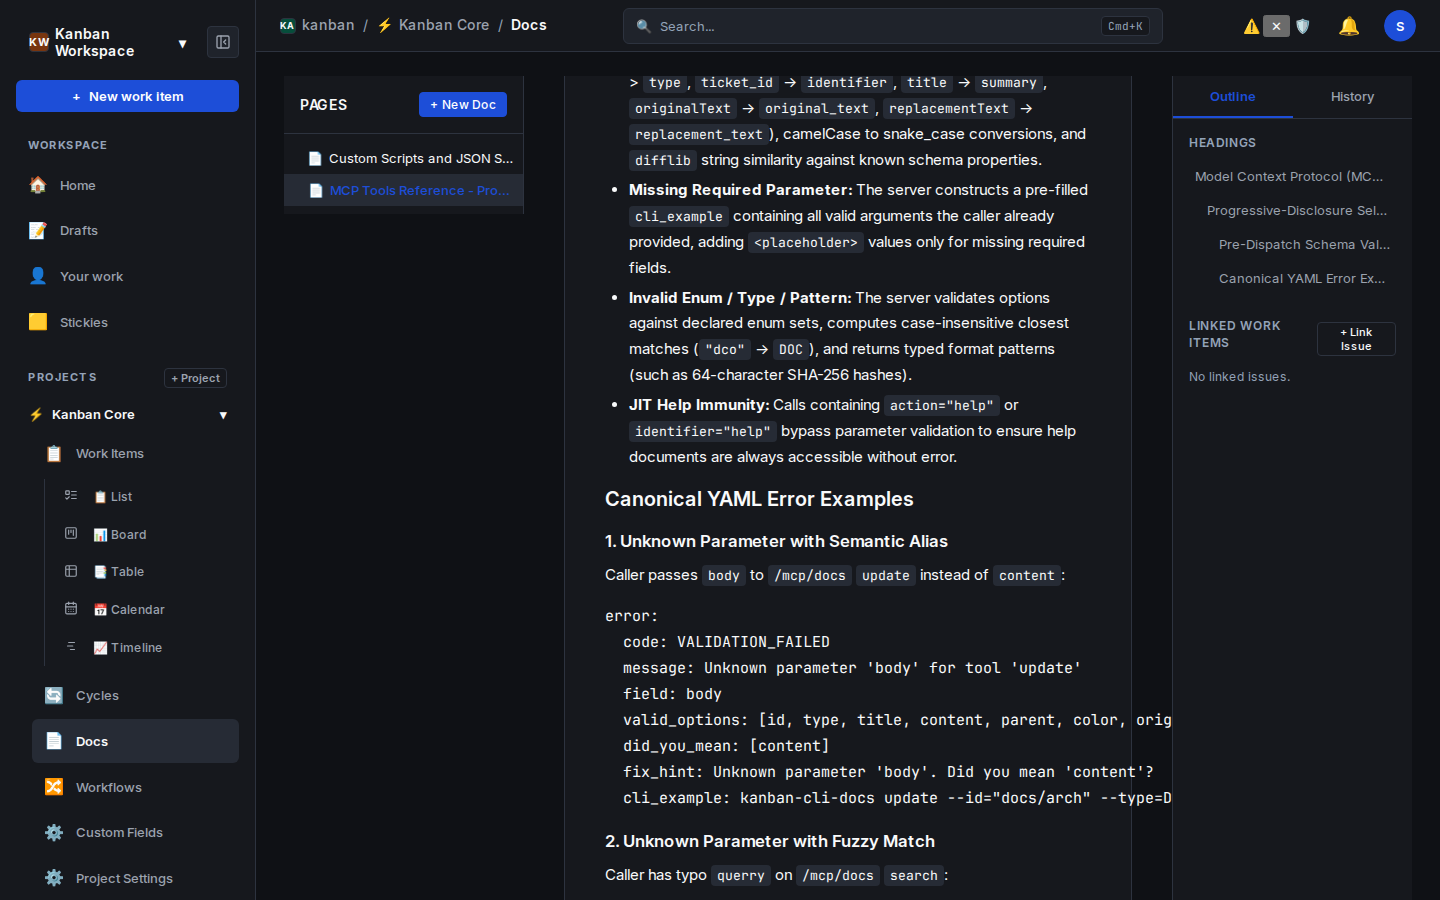 KW
Kanban
Workspace
▼
+ New work item
WORKSPACE
🏠 Home
📝 Drafts
👤 Your work
🟨 Stickies
PROJECTS
+ Project
⚡ Kanban Core ▼
📋 Work Items
📋 List
📊 Board
📑 Table
📅 Calendar
📈 Timeline
🔄 Cycles
📄 Docs
🔀 Workflows
⚙️ Custom Fields
⚙️ Project Settings
KA kanban / ⚡ Kanban Core / Docs
🔍 Search... Cmd+K
⚠️ ✕ 🛡️ 🔔 S
PAGES
+ New Doc
📄 Custom Scripts and JSON S...
📄 MCP Tools Reference - Pro...
> type, ticket_id → identifier, title → summary,
originalText → original_text, replacementText →
replacement_text), camelCase to snake_case conversions, and
difflib string similarity against known schema properties.
• Missing Required Parameter: The server constructs a pre-filled
cli_example containing all valid arguments the caller already
provided, adding <placeholder> values only for missing required
fields.
• Invalid Enum / Type / Pattern: The server validates options
against declared enum sets, computes case-insensitive closest
matches ("dco" → DOC), and returns typed format patterns
(such as 64-character SHA-256 hashes).
• JIT Help Immunity: Calls containing action="help" or
identifier="help" bypass parameter validation to ensure help
documents are always accessible without error.
Canonical YAML Error Examples
1. Unknown Parameter with Semantic Alias
Caller passes body to /mcp/docs update instead of content:
error:
code: VALIDATION_FAILED
message: Unknown parameter 'body' for tool 'update'
field: body
valid_options: [id, type, title, content, parent, color, orig
did_you_mean: [content]
fix_hint: Unknown parameter 'body'. Did you mean 'content'?
cli_example: kanban-cli-docs update --id="docs/arch" --type=D
2. Unknown Parameter with Fuzzy Match
Caller has typo querry on /mcp/docs search:
Outline
History
HEADINGS
Model Context Protocol (MC...
Progressive-Disclosure Sel...
Pre-Dispatch Schema Val...
Canonical YAML Error Ex...
LINKED WORK
ITEMS
+ Link
Issue
No linked issues.